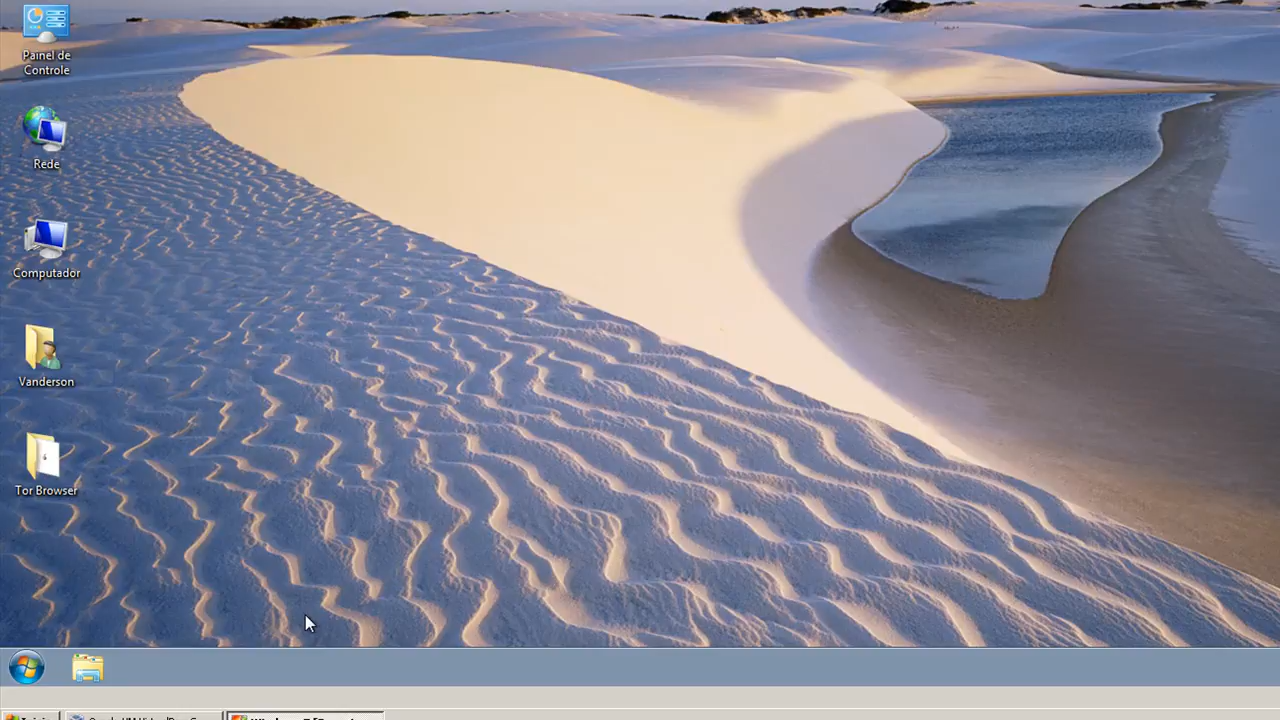 Painel de
Controle
Rede
Computador
Vanderson
Tor Browser